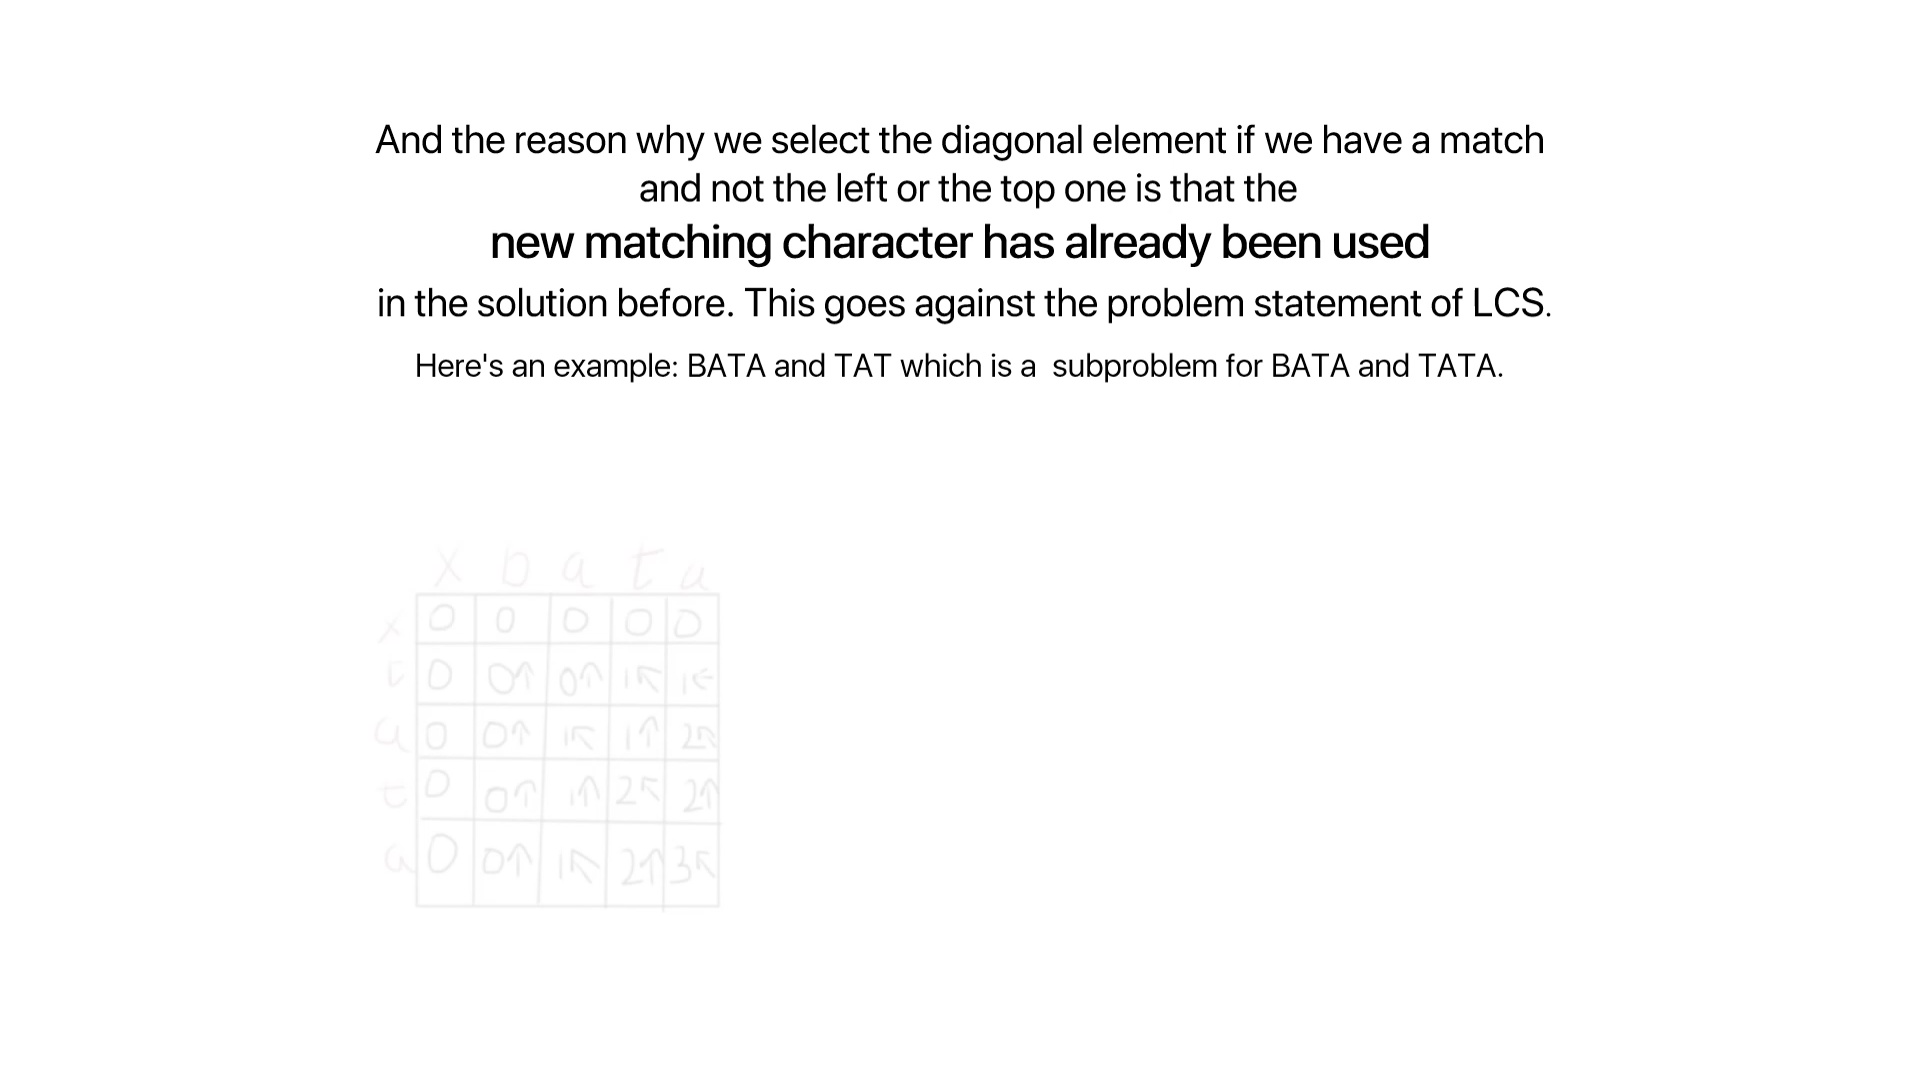 And the reason why we select the diagonal element if we have a match
and not the left or the top one is that the
new matching character has already been used
in the solution before. This goes against the problem statement of LCS.
Here's an example: BATA and TAT which is a  subproblem for BATA and TATA.
x b a t a
x 0 0 0 0 0
t 0 0↑ 0↑ 1↖ 1←
a 0 0↑ 1↖ 1↑ 2↖
t 0 0↑ 1↑ 2↖ 2↑
a 0 0↑ 1↖ 2↑ 3↖